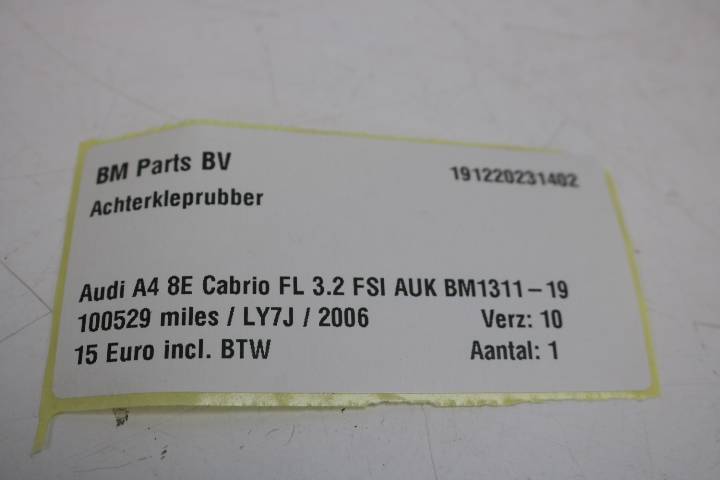 BM Parts BV 191220231402
Achterkleprubber
Audi A4 8E Cabrio FL 3.2 FSI AUK BM1311-19
100529 miles / LY7J / 2006 Verz: 10
15 Euro incl. BTW Aantal: 1